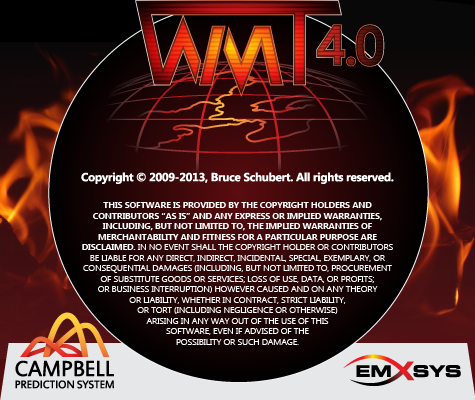 WMT 4.0
Copyright © 2009-2013, Bruce Schubert. All rights reserved.
THIS SOFTWARE IS PROVIDED BY THE COPYRIGHT HOLDERS AND
CONTRIBUTORS “AS IS” AND ANY EXPRESS OR IMPLIED WARRANTIES,
INCLUDING, BUT NOT LIMITED TO, THE IMPLIED WARRANTIES OF
MERCHANTABILITY AND FITNESS FOR A PARTICULAR PURPOSE ARE
DISCLAIMED. IN NO EVENT SHALL THE COPYRIGHT HOLDER OR CONTRIBUTORS
BE LIABLE FOR ANY DIRECT, INDIRECT, INCIDENTAL, SPECIAL, EXEMPLARY, OR
CONSEQUENTIAL DAMAGES (INCLUDING, BUT NOT LIMITED TO, PROCUREMENT
OF SUBSTITUTE GOODS OR SERVICES; LOSS OF USE, DATA, OR PROFITS;
OR BUSINESS INTERRUPTION) HOWEVER CAUSED AND ON ANY THEORY
OR LIABILITY, WHETHER IN CONTRACT, STRICT LIABILITY,
OR TORT (INCLUDING NEGLIGENCE OR OTHERWISE)
ARISING IN ANY WAY OUT OF THE USE OF THIS
SOFTWARE, EVEN IF ADVISED OF THE
POSSIBILITY OR SUCH DAMAGE.
CAMPBELL
PREDICTION SYSTEM
EMXSYS